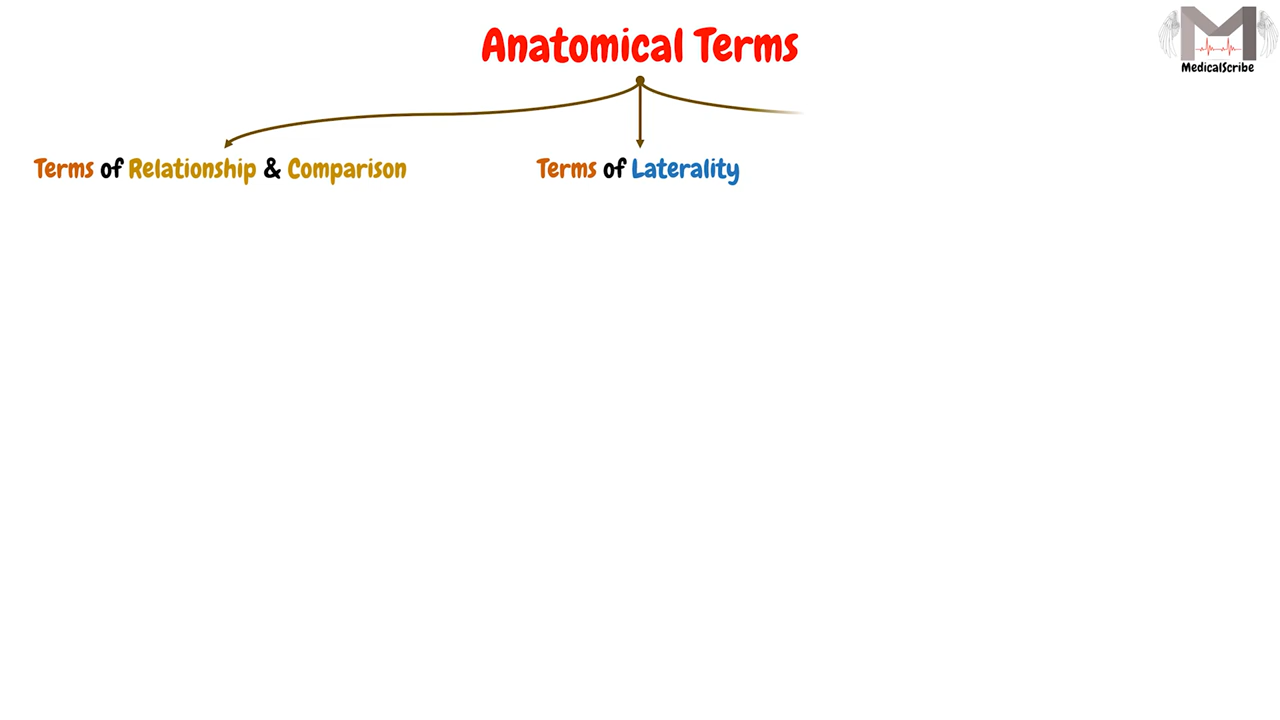 Anatomical Terms
MedicalScribe
Terms of Relationship & Comparison
Terms of Laterality